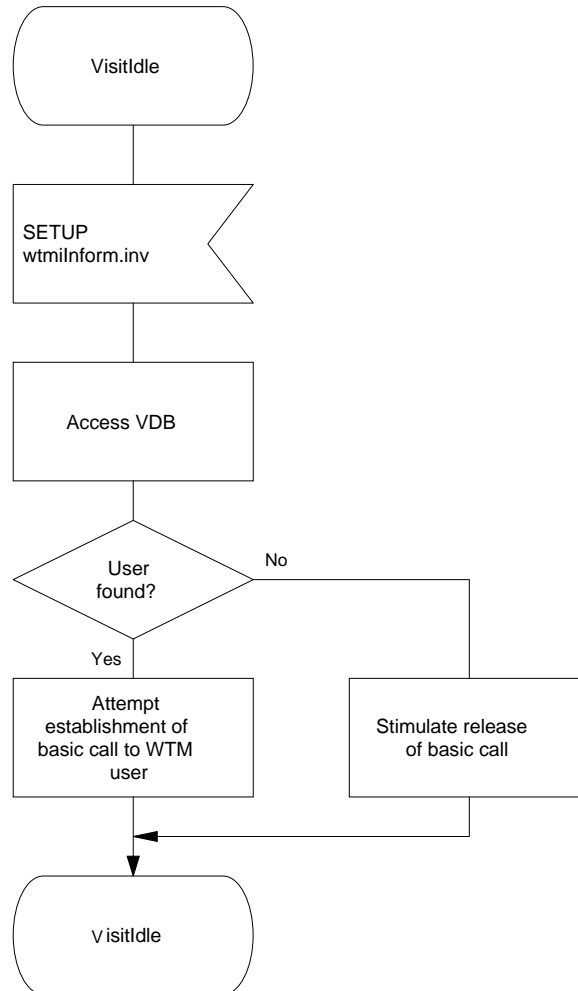 VisitIdle
SETUP
wtmiInform.inv
Access VDB
User
found?
No
Yes
Attempt
establishment of
basic call to WTM
user
Stimulate release
of basic call
VisitIdle